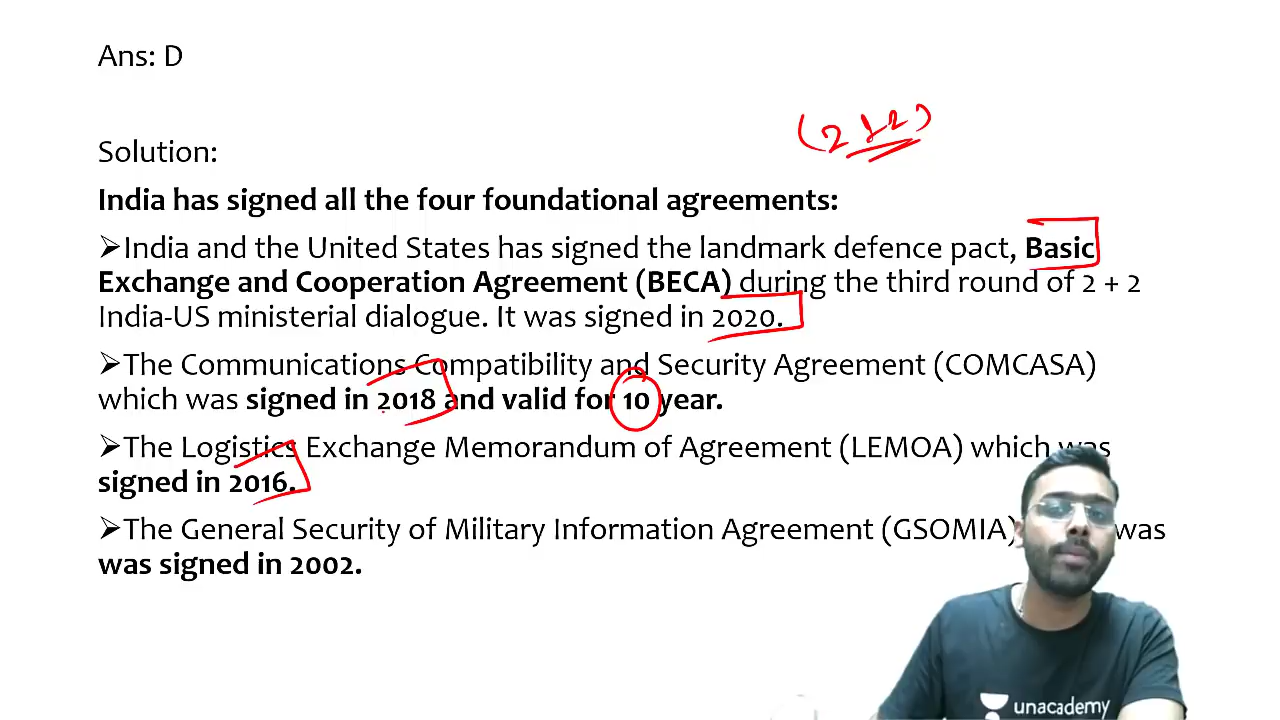 Ans: D
(2+2)
Solution:
India has signed all the four foundational agreements:
➢India and the United States has signed the landmark defence pact, Basic
Exchange and Cooperation Agreement (BECA) during the third round of 2 + 2
India-US ministerial dialogue. It was signed in 2020.
➢The Communications Compatibility and Security Agreement (COMCASA)
which was signed in 2018 and valid for 10 year.
➢The Logistics Exchange Memorandum of Agreement (LEMOA) which was
signed in 2016.
➢The General Security of Military Information Agreement (GSOMIA) was
was signed in 2002.
unacademy